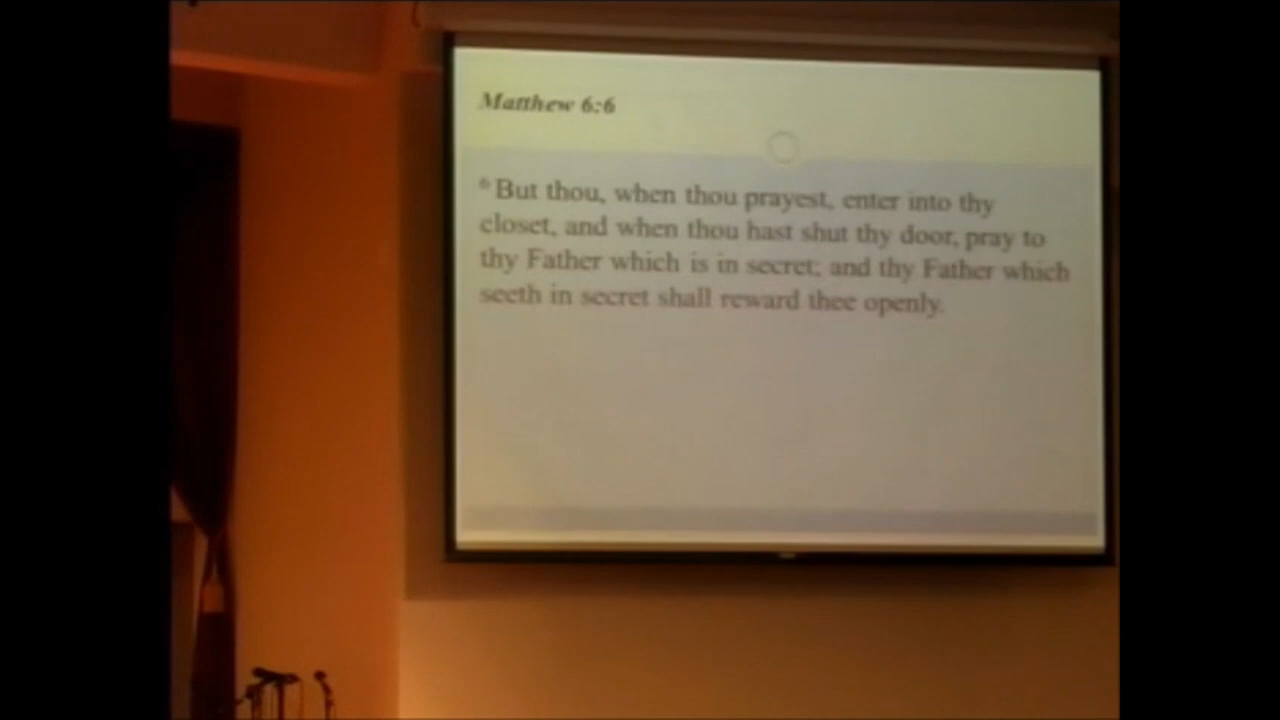 Matthew 6:6
⁶ But thou, when thou prayest, enter into thy
closet, and when thou hast shut thy door, pray to
thy Father which is in secret; and thy Father which
seeth in secret shall reward thee openly.